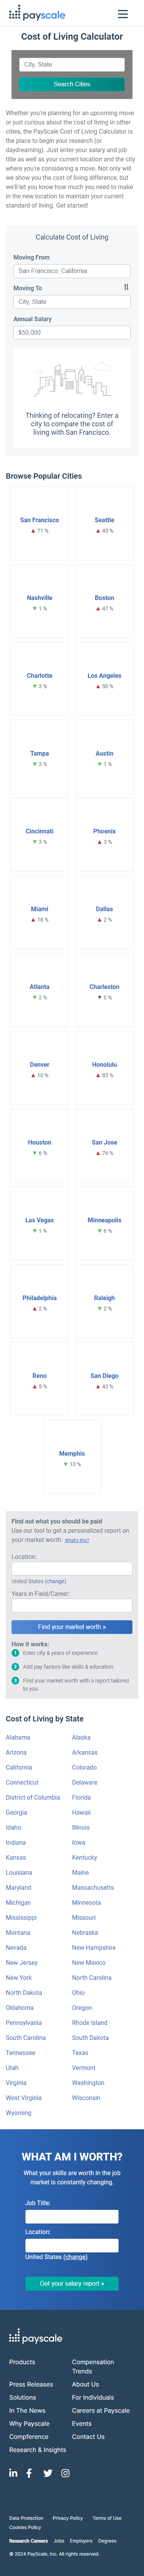 payscale
Cost of Living Calculator
City, State
Search Cities
Whether you're planning for an upcoming move
or just curious about the cost of living in other
cities, the PayScale Cost of Living Calculator is
the place to begin your research (or
daydreaming). Just enter your salary and job
title as well as your current location and the city
where you're considering a move. Not only will
we show you the cost of living difference, but
we'll let you know how much you need to make
in the new location to maintain your current
standard of living. Get started!
Calculate Cost of Living
Moving From
San Francisco, California
Moving To
City, State
Annual Salary
$50,000
Thinking of relocating? Enter a
city to compare the cost of
living with San Francisco.
Browse Popular Cities
San Francisco
▲ 71 %
Seattle
▲ 45 %
Nashville
▼ 1 %
Boston
▲ 47 %
Charlotte
▼ 3 %
Los Angeles
▲ 50 %
Tampa
▼ 3 %
Austin
▼ 1 %
Cincinnati
▼ 3 %
Phoenix
▲ 3 %
Miami
▲ 18 %
Dallas
▲ 2 %
Atlanta
▼ 2 %
Charleston
▼ 0 %
Denver
▲ 10 %
Honolulu
▲ 93 %
Houston
▼ 6 %
San Jose
▲ 76 %
Las Vegas
▼ 1 %
Minneapolis
▼ 6 %
Philadelphia
▲ 2 %
Raleigh
▼ 2 %
Reno
▲ 5 %
San Diego
▲ 43 %
Memphis
▼ 10 %
Find out what you should be paid
Use our tool to get a personalized report on
your market worth. What's this?
Location:
United States (change)
Years in Field/Career:
Find your market worth »
How it works:
1 Enter city & years of experience
2 Add pay factors like skills & education
3 Find your market worth with a report tailored
to you
Cost of Living by State
Alabama
Alaska
Arizona
Arkansas
California
Colorado
Connecticut
Delaware
District of Columbia
Florida
Georgia
Hawaii
Idaho
Illinois
Indiana
Iowa
Kansas
Kentucky
Louisiana
Maine
Maryland
Massachusetts
Michigan
Minnesota
Mississippi
Missouri
Montana
Nebraska
Nevada
New Hampshire
New Jersey
New Mexico
New York
North Carolina
North Dakota
Ohio
Oklahoma
Oregon
Pennsylvania
Rhode Island
South Carolina
South Dakota
Tennessee
Texas
Utah
Vermont
Virginia
Washington
West Virginia
Wisconsin
Wyoming
WHAT AM I WORTH?
What your skills are worth in the job
market is constantly changing.
Job Title:
Location:
United States (change)
Get your salary report »
payscale
Products
Compensation
Trends
Press Releases
About Us
Solutions
For Individuals
In The News
Careers at Payscale
Why Payscale
Events
Compference
Contact Us
Research & Insights
Data Protection Privacy Policy Terms of Use
Cookies Policy
Research Careers Jobs Employers Degrees
© 2024 PayScale, Inc. All rights reserved.